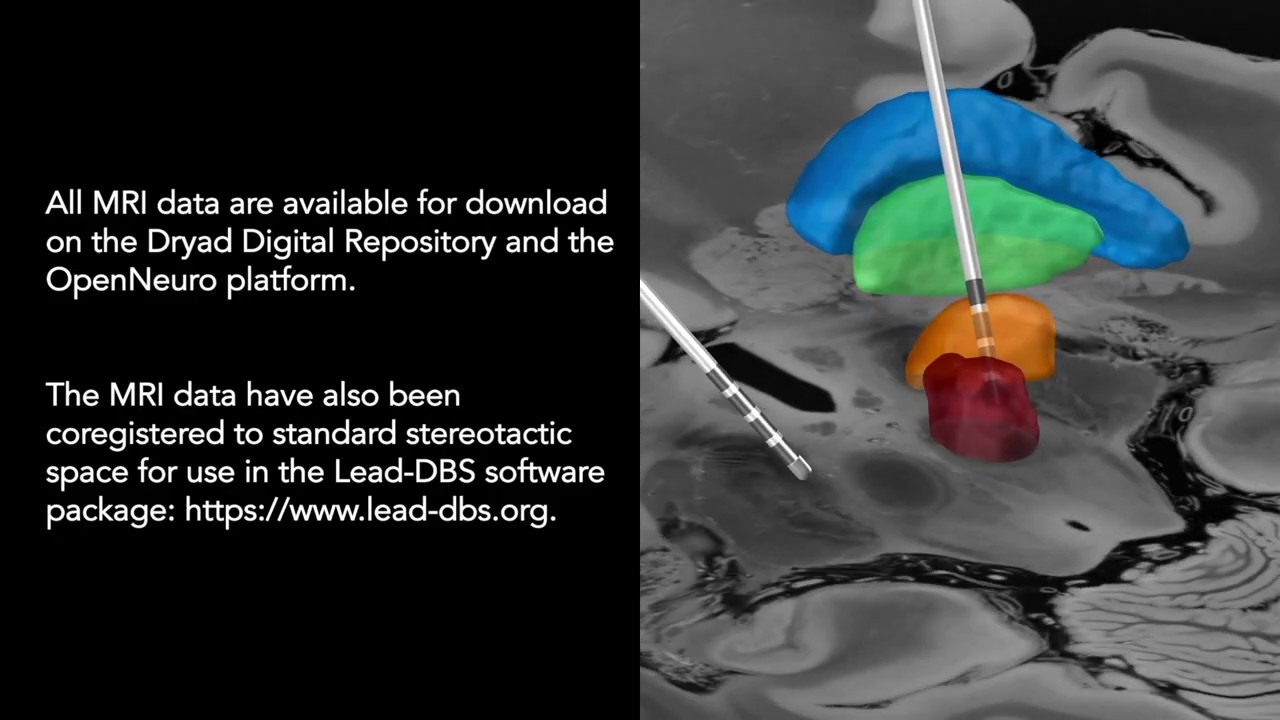 All MRI data are available for download
on the Dryad Digital Repository and the
OpenNeuro platform.
The MRI data have also been
coregistered to standard stereotactic
space for use in the Lead-DBS software
package: https://www.lead-dbs.org.